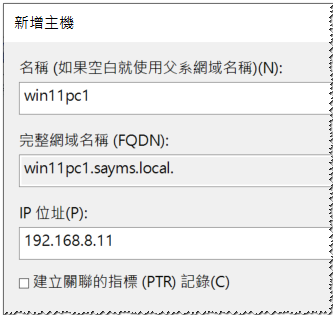 新增主機
名稱 (如果空白就使用父系網域名稱)(N):
win11pc1
完整網域名稱 (FQDN):
win11pc1.sayms.local.
IP 位址(P):
192.168.8.11
建立關聯的指標 (PTR) 記錄(C)